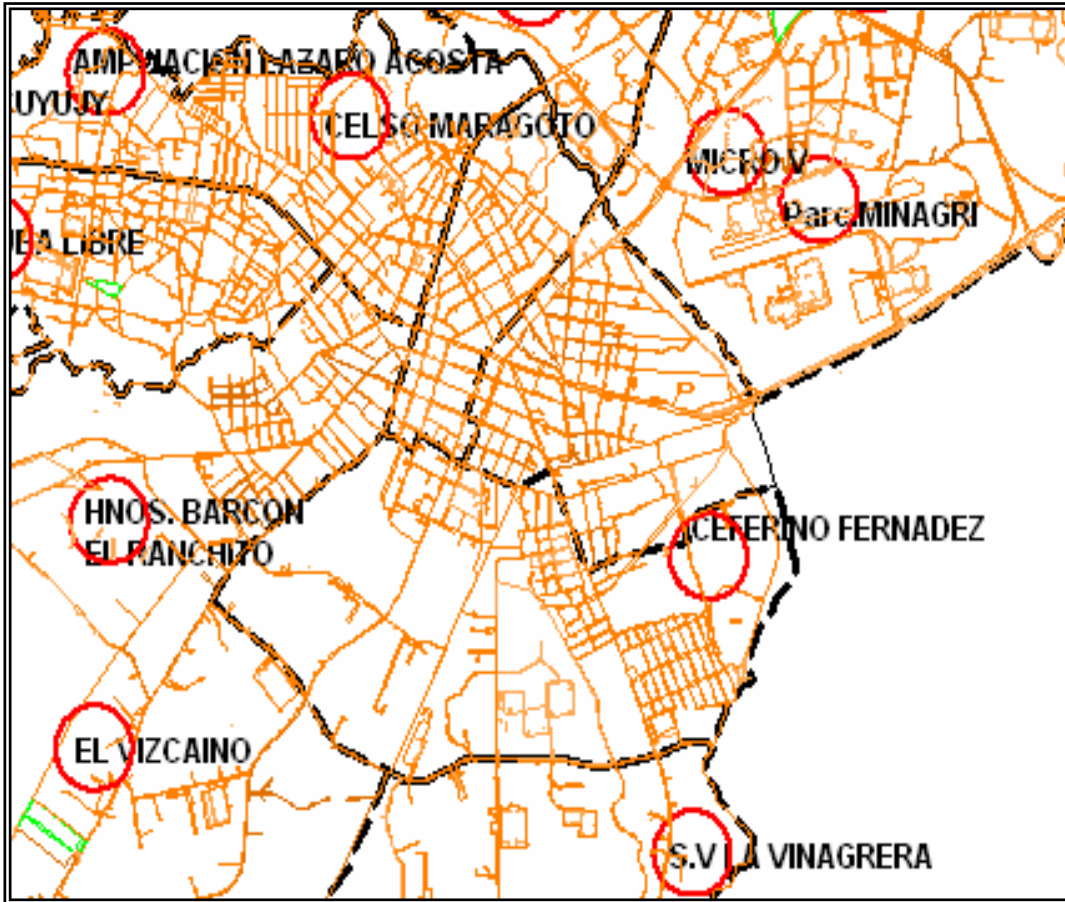 LAZARO ACOSTA
UYUJY
CELSO MARAGOTO
MICRO V
Parc.MINAGRI
UBA LIBRE
HNOS. BARCON
EL RANCHITO
CEFERINO FERNADEZ
EL VIZCAINO
S.V LA VINAGRERA